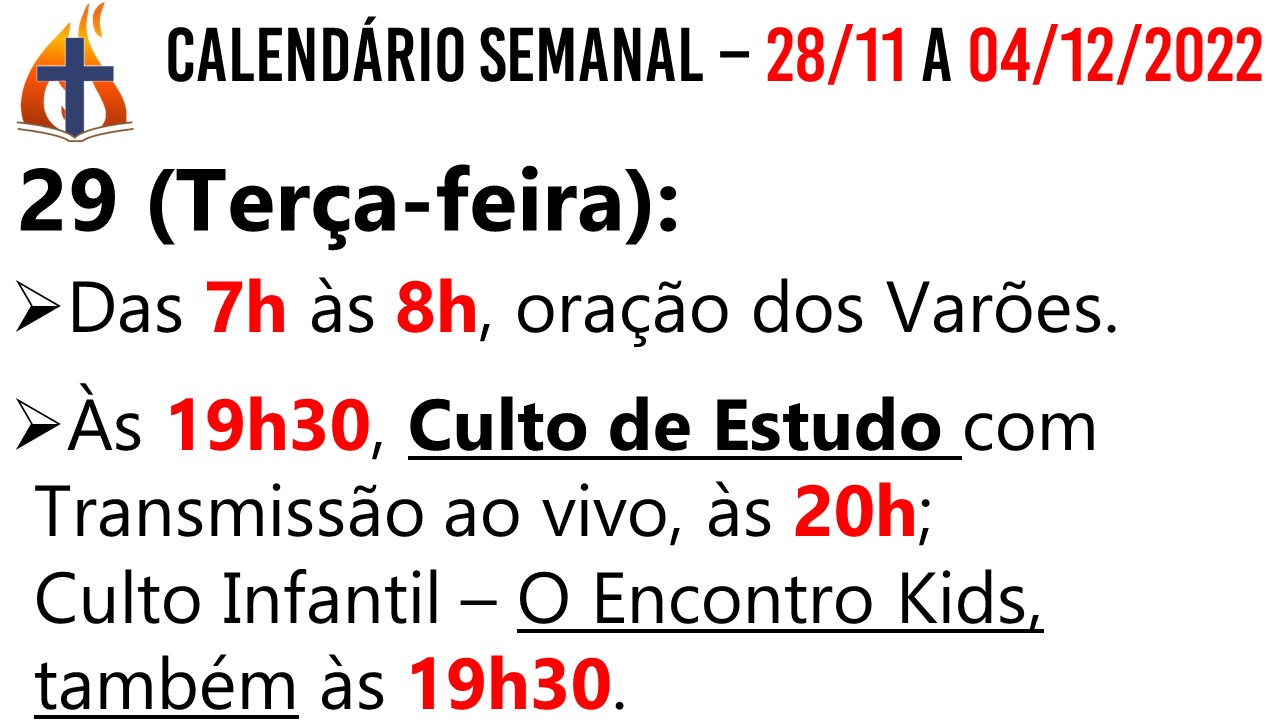 CALENDÁRIO SEMANAL – 28/11 A 04/12/2022
29 (Terça-feira):
➢Das 7h às 8h, oração dos Varões.
➢Às 19h30, Culto de Estudo com
Transmissão ao vivo, às 20h;
Culto Infantil – O Encontro Kids,
também às 19h30.